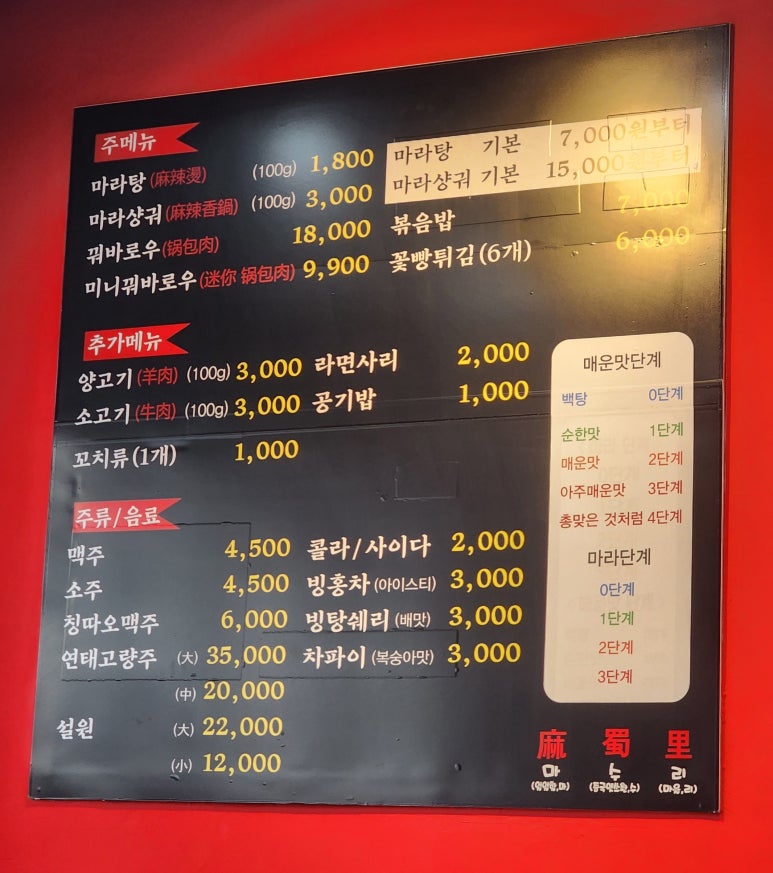 주메뉴
마라탕(麻辣燙) (100g) 1,800
마라샹궈(麻辣香鍋) (100g) 3,000
꿔바로우(锅包肉) 18,000
미니꿔바로우(迷你 锅包肉) 9,900
마라탕 기본 7,000원부터
마라샹궈 기본 15,000원부터
볶음밥 7,000
꽃빵튀김(6개) 6,000
추가메뉴
양고기(羊肉) (100g) 3,000
소고기(牛肉) (100g) 3,000
꼬치류(1개) 1,000
라면사리 2,000
공기밥 1,000
주류/음료
맥주 4,500
소주 4,500
칭따오맥주 6,000
연태고량주 (大) 35,000
(中) 20,000
설원 (大) 22,000
(小) 12,000
콜라/사이다 2,000
빙홍차(아이스티) 3,000
빙탕쉐리(배맛) 3,000
차파이(복숭아맛) 3,000
매운맛단계
백탕 0단계
순한맛 1단계
매운맛 2단계
아주매운맛 3단계
총맞은 것처럼 4단계
마라단계
0단계
1단계
2단계
3단계
麻 蜀 里
마 수 리
(마을,리)